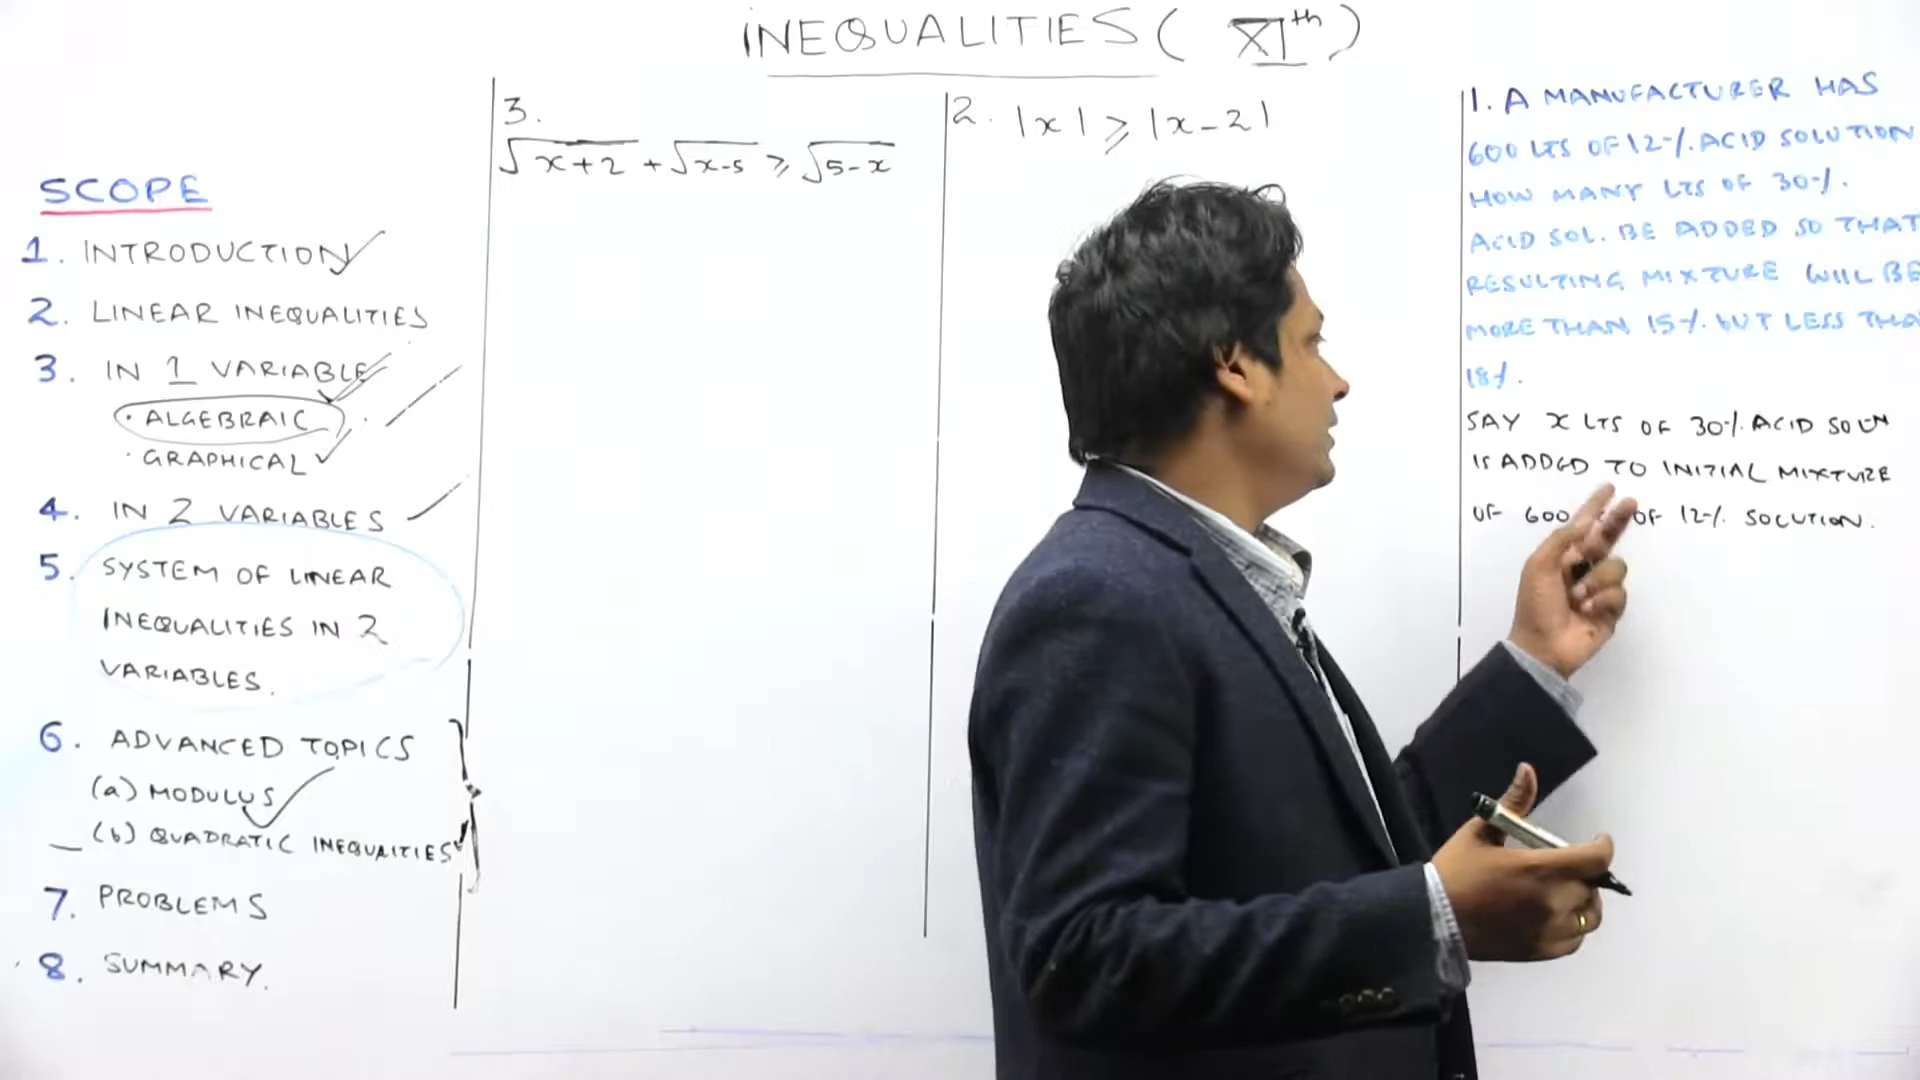 INEQUALITIES ( XIth )
SCOPE
1. INTRODUCTION
2. LINEAR INEQUALITIES
3. IN 1 VARIABLE
· ALGEBRAIC
· GRAPHICAL
4. IN 2 VARIABLES
5. SYSTEM OF LINEAR
INEQUALITIES IN 2
VARIABLES.
6. ADVANCED TOPICS
(a) MODULUS
(b) QUADRATIC INEQUAITIES
7. PROBLEMS
8. SUMMARY.
3.
√x+2 + √x-5 ≥ √5-x
2. |x| ≥ |x-2|
1. A MANUFACTURER HAS
600 LTS OF 12% ACID SOLUTION
HOW MANY LTS OF 30%
ACID SOL. BE ADDED SO THAT
RESULTING MIXTURE WILL BE
MORE THAN 15% BUT LESS THA
18%.
SAY x LTS OF 30% ACID SOLN
IS ADDED TO INITIAL MIXTURE
OF 600 OF 12% SOLUTION.